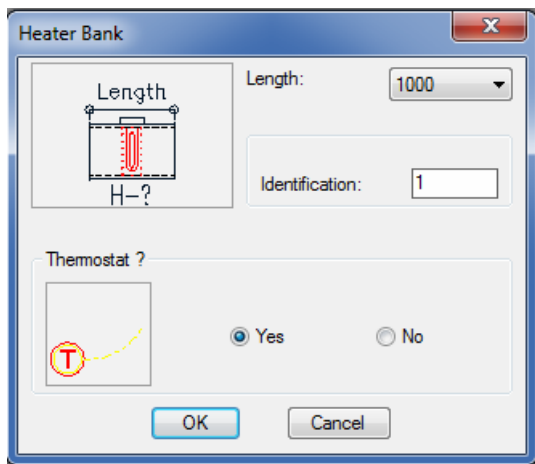 Heater Bank
Length
H-?
Length:
1000
Identification:
1
Thermostat ?
T
Yes
No
OK
Cancel